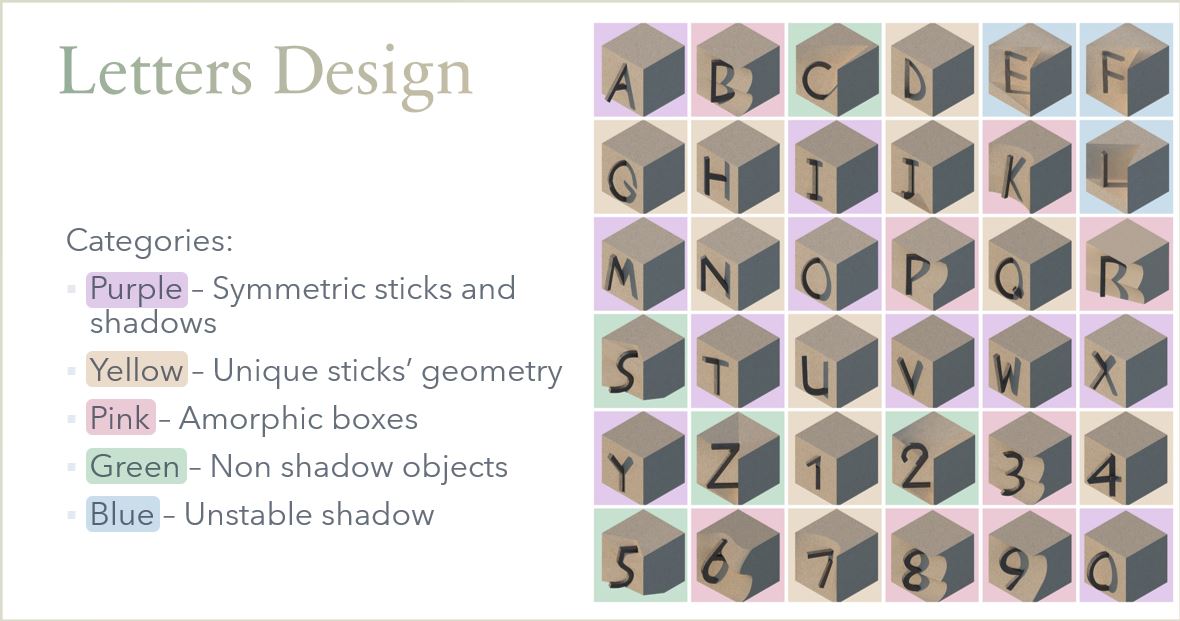 Letters Design
Categories:
Purple – Symmetric sticks and
shadows
Yellow – Unique sticks’ geometry
Pink – Amorphic boxes
Green – Non shadow objects
Blue – Unstable shadow
A B C D E F
G H I J K L
M N O P Q R
S T U V W X
Y Z 1 2 3 4
5 6 7 8 9 0